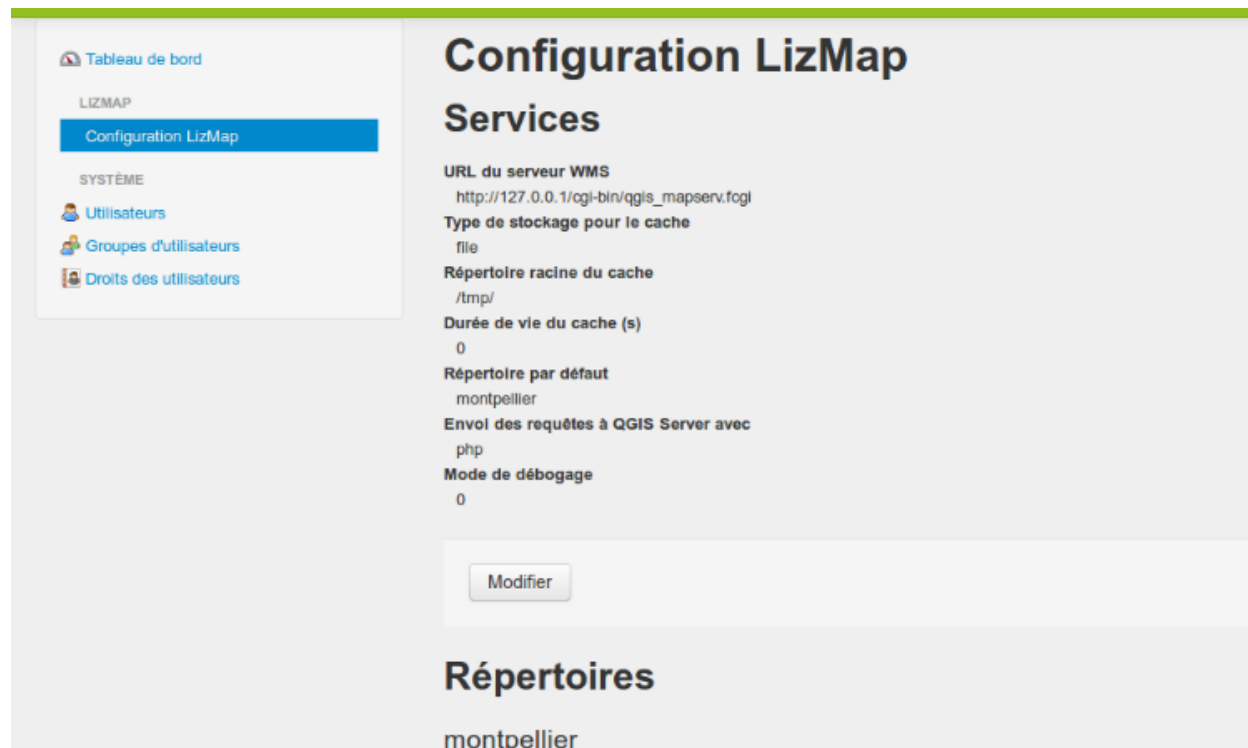 Tableau de bord
LIZMAP
Configuration LizMap
SYSTÈME
Utilisateurs
Groupes d'utilisateurs
Droits des utilisateurs
Configuration LizMap
Services
URL du serveur WMS
http://127.0.0.1/cgi-bin/qgis_mapserv.fcgi
Type de stockage pour le cache
file
Répertoire racine du cache
/tmp/
Durée de vie du cache (s)
0
Répertoire par défaut
montpellier
Envoi des requêtes à QGIS Server avec
php
Mode de débogage
0
Modifier
Répertoires
montpellier